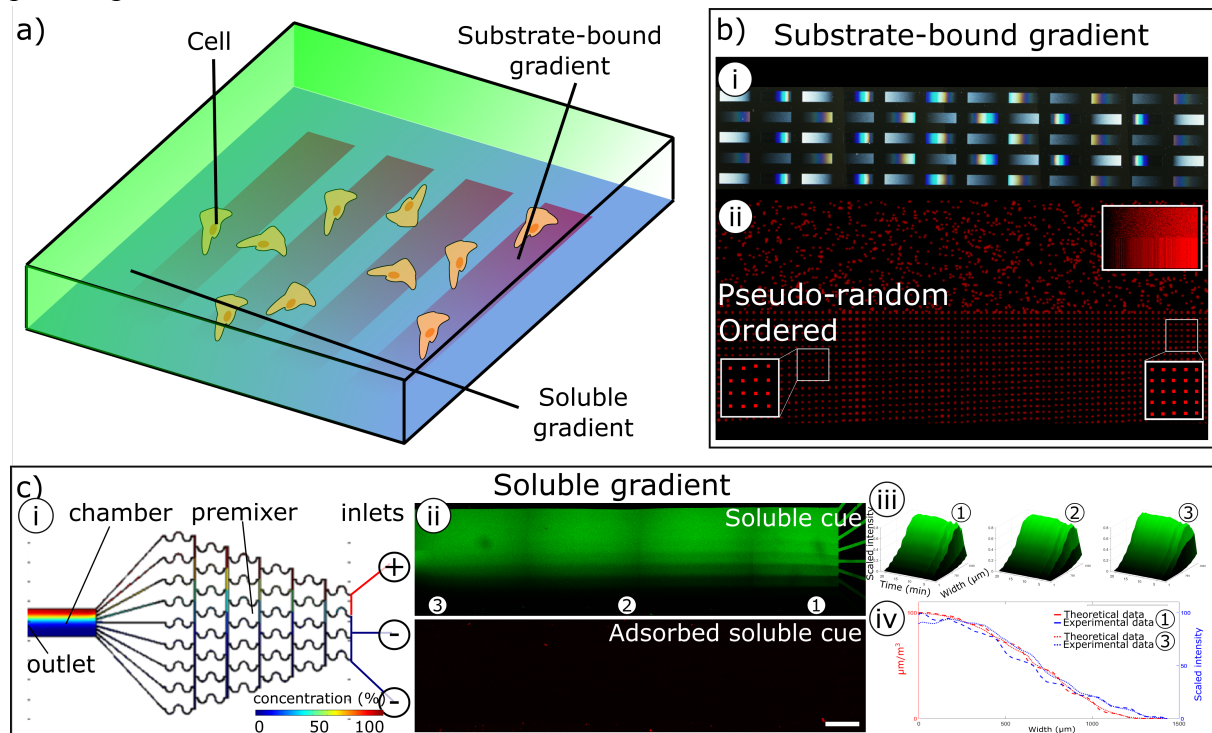 a)
Cell
Substrate-bound
gradient
Soluble
gradient
b) Substrate-bound gradient
i
ii
Pseudo-random
Ordered
c)
Soluble gradient
i
chamber
premixer
inlets
+
-
-
outlet
concentration (%)
0 50 100
ii
Soluble cue
3 2 1
Adsorbed soluble cue
iii
1 2 3
Scaled intensity
Time (min)
Width (µm)
iv
Theoretical data
Experimental data
1
Theoretical data
Experimental data
3
µm/m³
100
0
Scaled intensity
100
50
0
0 500 1000 1500
Width (µm)